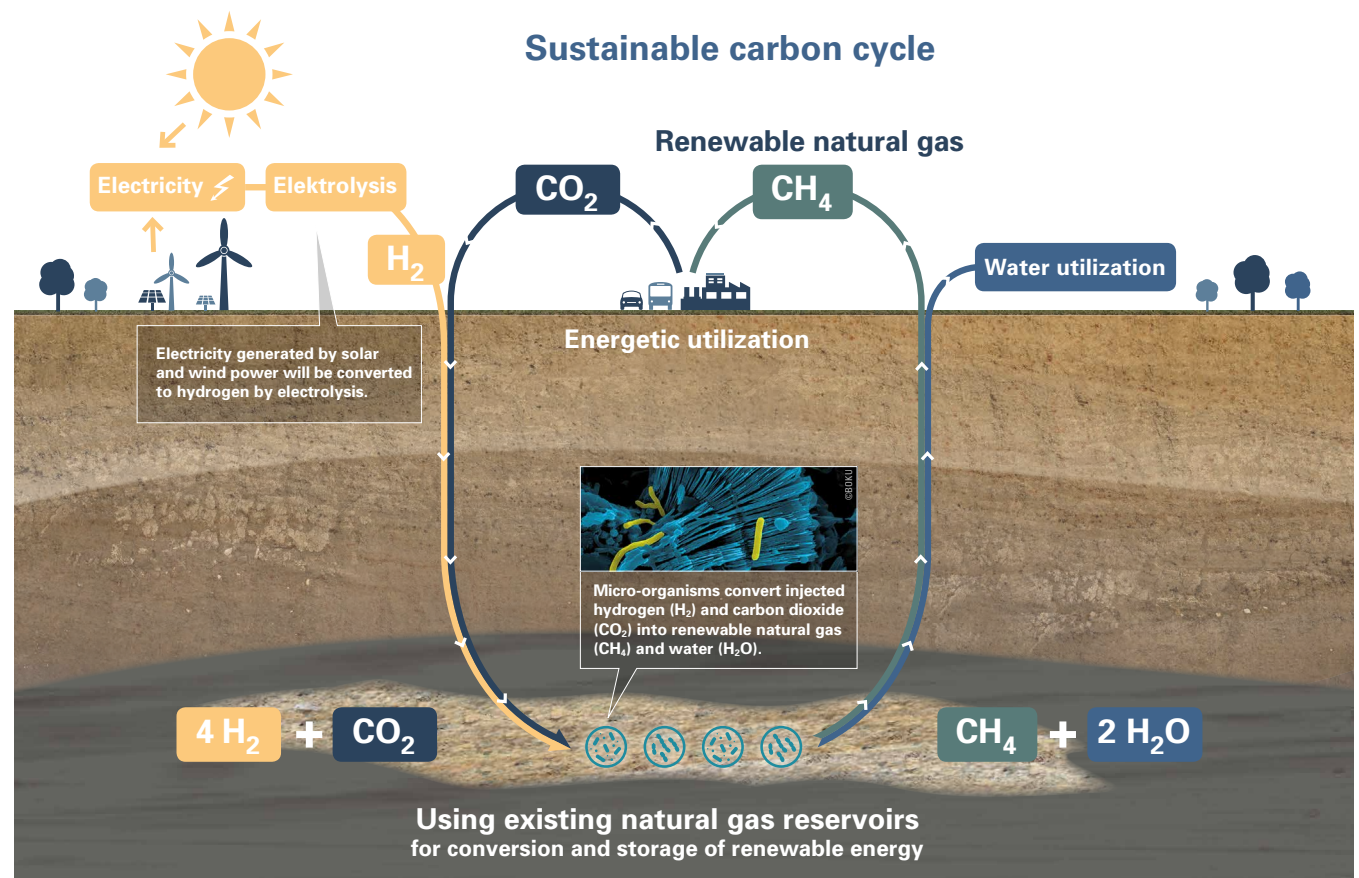 Sustainable carbon cycle
Renewable natural gas
Electricity
Elektrolysis
CO₂
CH₄
H₂
Water utilization
Energetic utilization
Electricity generated by solar
and wind power will be converted
to hydrogen by electrolysis.
©BOKU
Micro-organisms convert injected
hydrogen (H₂) and carbon dioxide
(CO₂) into renewable natural gas
(CH₄) and water (H₂O).
4 H₂ + CO₂
CH₄ + 2 H₂O
Using existing natural gas reservoirs
for conversion and storage of renewable energy